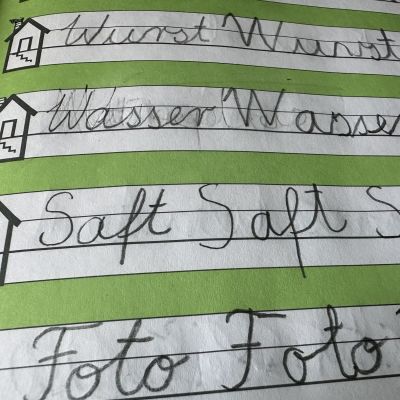 Wurst Wurst
Wasser Wasser
Saft Saft S
Foto Foto